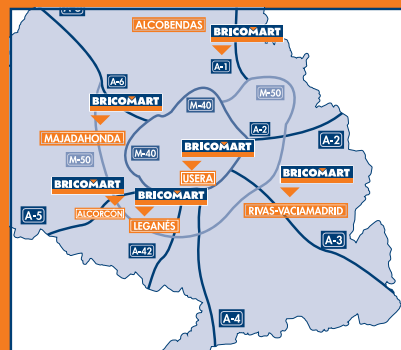 ALCOBENDAS
BRICOMART
A-1
A-6
M-50
BRICOMART
M-40
MAJADAHONDA
A-2
A-2
M-50
M-40
BRICOMART
USERA
BRICOMART
BRICOMART
BRICOMART
A-5
ALCORCÓN
LEGANÉS
RIVAS-VACIAMADRID
A-42
A-3
A-4